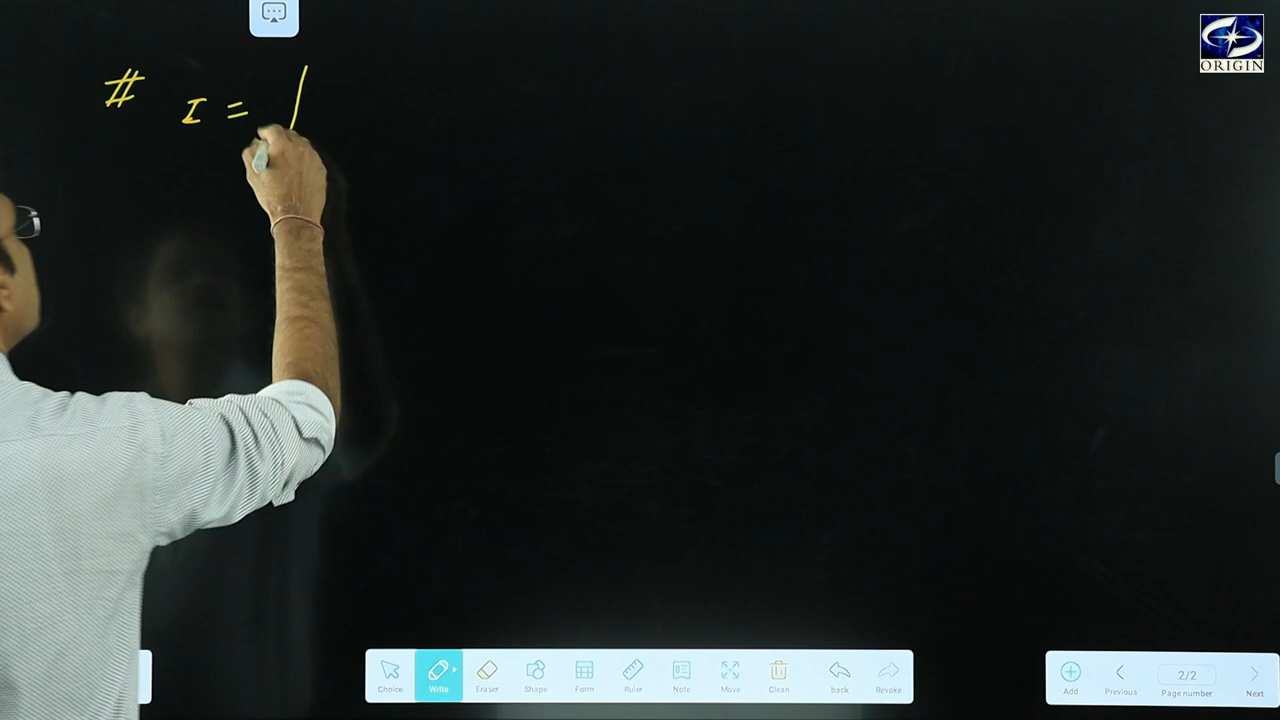 ORIGIN
# I =
Choice Write Eraser Shape Form Ruler Note Move Clean back Revoke
Add Previous 2/2 Page number Next